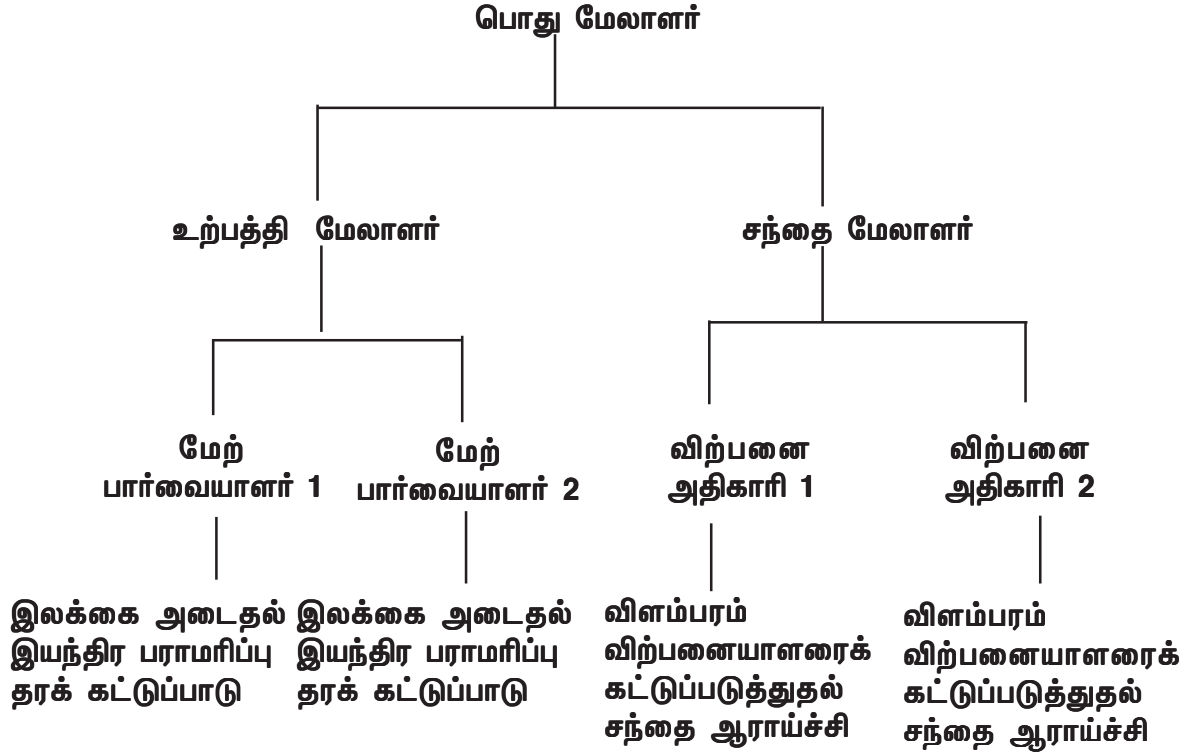 பொது மேலாளர்
உற்பத்தி மேலாளர்
சந்தை மேலாளர்
மேற்
பார்வையாளர் 1
மேற்
பார்வையாளர் 2
விற்பனை
அதிகாரி 1
விற்பனை
அதிகாரி 2
இலக்கை அடைதல்
இயந்திர பராமரிப்பு
தரக் கட்டுப்பாடு
இலக்கை அடைதல்
இயந்திர பராமரிப்பு
தரக் கட்டுப்பாடு
விளம்பரம்
விற்பனையாளரைக்
கட்டுப்படுத்துதல்
சந்தை ஆராய்ச்சி
விளம்பரம்
விற்பனையாளரைக்
கட்டுப்படுத்துதல்
சந்தை ஆராய்ச்சி